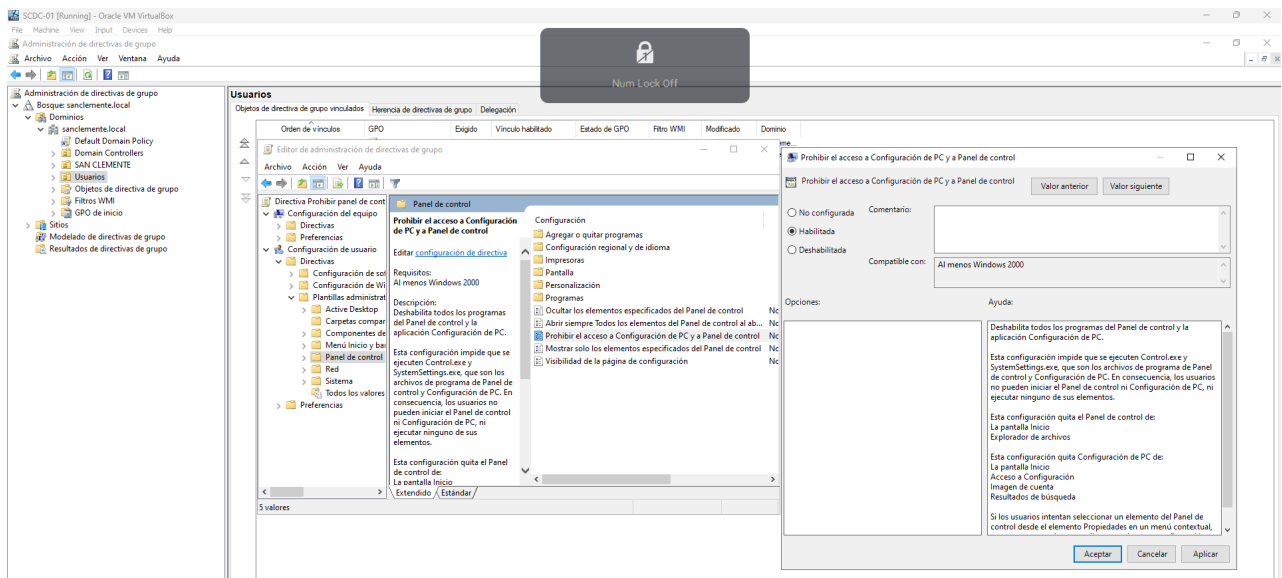 SCDC-01 [Running] - Oracle VM VirtualBox
File Machine View Input Devices Help
Administración de directivas de grupo
Archivo Acción Ver Ventana Ayuda
Num Lock Off
Administración de directivas de grupo
Bosque: sanclemente.local
Dominios
sanclemente.local
Default Domain Policy
Domain Controllers
SAN CLEMENTE
Usuarios
Objetos de directiva de grupo
Filtros WMI
GPO de inicio
Sitios
Modelado de directivas de grupo
Resultados de directivas de grupo
Usuarios
Objetos de directiva de grupo vinculados Herencia de directivas de grupo Delegación
Orden de vínculos GPO Exigido Vínculo habilitado Estado de GPO Filtro WMI Modificado Dominio
Editor de administración de directivas de grupo
Archivo Acción Ver Ayuda
Directiva Prohibir panel de cont
Configuración del equipo
Directivas
Preferencias
Configuración de usuario
Directivas
Configuración de sof
Configuración de Wi
Plantillas administrat
Active Desktop
Carpetas compar
Componentes de
Menú Inicio y bar
Panel de control
Red
Sistema
Todos los valores
Preferencias
Panel de control
Prohibir el acceso a Configuración
de PC y a Panel de control
Editar configuración de directiva
Requisitos:
Al menos Windows 2000
Descripción:
Deshabilita todos los programas
del Panel de control y la
aplicación Configuración de PC.
Esta configuración impide que se
ejecuten Control.exe y
SystemSettings.exe, que son los
archivos de programa de Panel de
control y Configuración de PC. En
consecuencia, los usuarios no
pueden iniciar el Panel de control
ni Configuración de PC, ni
ejecutar ninguno de sus
elementos.
Esta configuración quita el Panel
de control de:
La pantalla Inicio
Configuración
Agregar o quitar programas
Configuración regional y de idioma
Impresoras
Pantalla
Personalización
Programas
Ocultar los elementos especificados del Panel de control No
Abrir siempre Todos los elementos del Panel de control al ab... No
Prohibir el acceso a Configuración de PC y a Panel de control No
Mostrar solo los elementos especificados del Panel de control No
Visibilidad de la página de configuración No
Extendido Estándar
5 valores
Prohibir el acceso a Configuración de PC y a Panel de control
Prohibir el acceso a Configuración de PC y a Panel de control
Valor anterior Valor siguiente
No configurada
Habilitada
Deshabilitada
Comentario:
Compatible con:
Al menos Windows 2000
Opciones:
Ayuda:
Deshabilita todos los programas del Panel de control y la
aplicación Configuración de PC.
Esta configuración impide que se ejecuten Control.exe y
SystemSettings.exe, que son los archivos de programa de Panel
de control y Configuración de PC. En consecuencia, los usuarios
no pueden iniciar el Panel de control ni Configuración de PC, ni
ejecutar ninguno de sus elementos.
Esta configuración quita el Panel de control de:
La pantalla Inicio
Explorador de archivos
Esta configuración quita Configuración de PC de:
La pantalla Inicio
Acceso a Configuración
Imagen de cuenta
Resultados de búsqueda
Si los usuarios intentan seleccionar un elemento del Panel de
control desde el elemento Propiedades en un menú contextual,
Aceptar Cancelar Aplicar